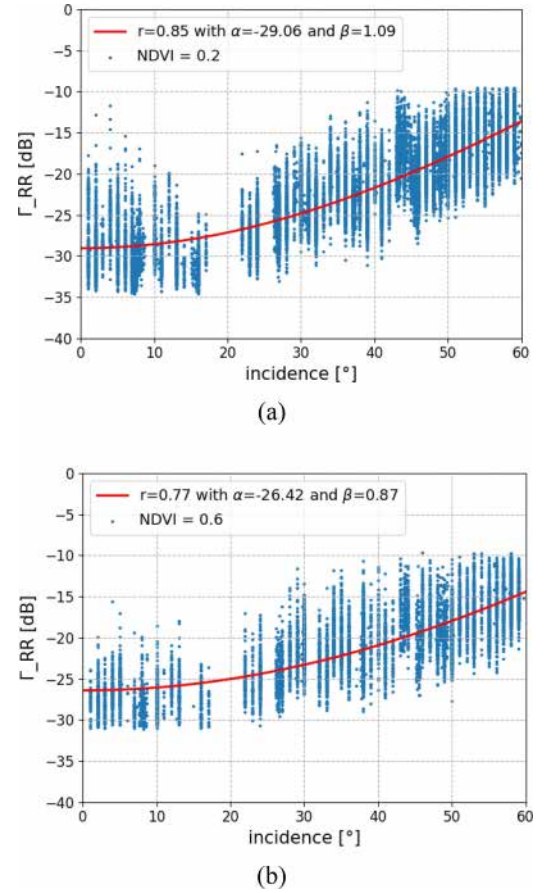 0
−5
−10
−15
−20
−25
−30
−35
−40
Γ_RR [dB]
r=0.85 with α=-29.06 and β=1.09
NDVI = 0.2
0 10 20 30 40 50 60
incidence [°]
(a)
0
−5
−10
−15
−20
−25
−30
−35
−40
Γ_RR [dB]
r=0.77 with α=-26.42 and β=0.87
NDVI = 0.6
0 10 20 30 40 50 60
incidence [°]
(b)